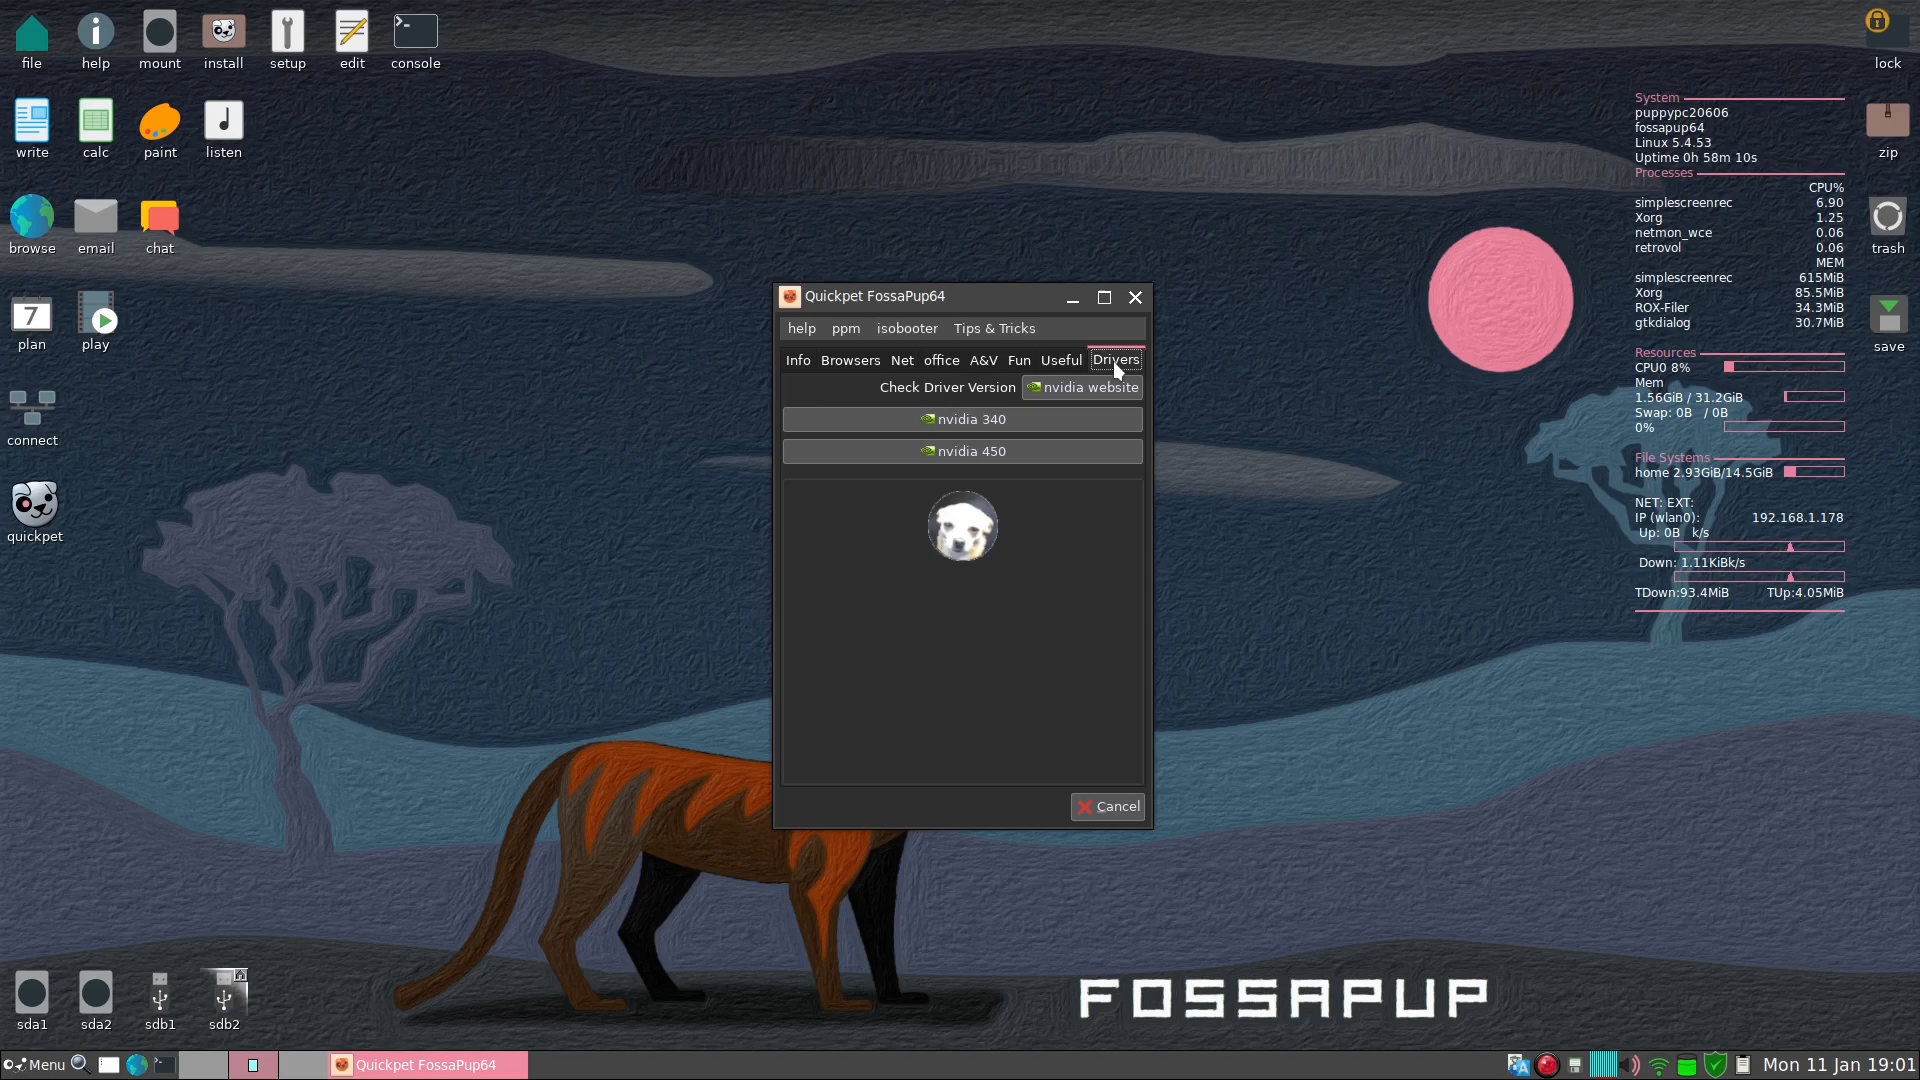 file help mount install setup edit console
write calc paint listen
browse email chat
7
plan play
connect
quickpet
lock
zip
trash
save
System
puppypc20606
fossapup64
Linux 5.4.53
Uptime 0h 58m 10s
Processes
CPU%
simplescreenrec 6.90
Xorg 1.25
netmon_wce 0.06
retrovol 0.06
MEM
simplescreenrec 615MiB
Xorg 85.5MiB
ROX-Filer 34.3MiB
gtkdialog 30.7MiB
Resources
CPU0 8%
Mem
1.56GiB / 31.2GiB
Swap: 0B / 0B
0%
File Systems
home 2.93GiB/14.5GiB
NET: EXT:
IP (wlan0): 192.168.1.178
Up: 0B k/s
Down: 1.11KiBk/s
TDown:93.4MiB TUp:4.05MiB
Quickpet FossaPup64
help ppm isobooter Tips & Tricks
Info Browsers Net office A&V Fun Useful Drivers
Check Driver Version nvidia website
nvidia 340
nvidia 450
Cancel
FOSSAPUP
sda1 sda2 sdb1 sdb2
Menu Quickpet FossaPup64 Mon 11 Jan 19:01